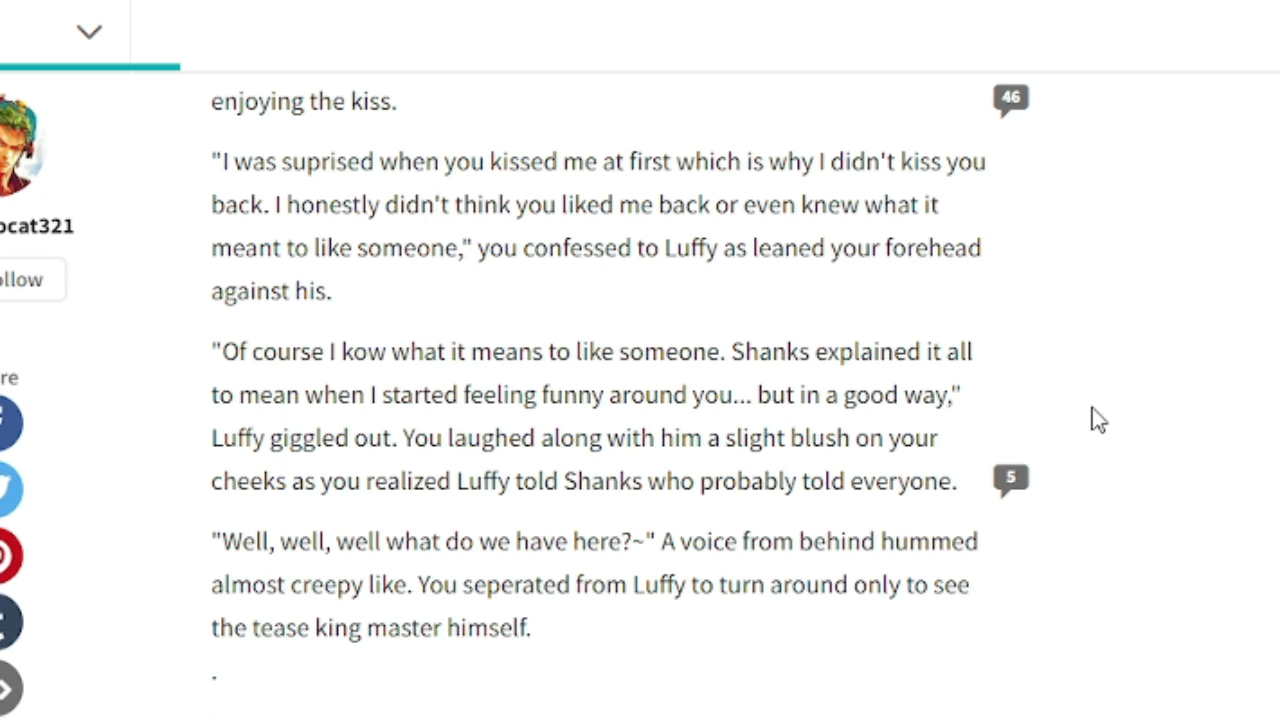 enjoying the kiss.
46
"I was suprised when you kissed me at first which is why I didn't kiss you
back. I honestly didn't think you liked me back or even knew what it
meant to like someone," you confessed to Luffy as leaned your forehead
against his.
"Of course I kow what it means to like someone. Shanks explained it all
to mean when I started feeling funny around you... but in a good way,"
Luffy giggled out. You laughed along with him a slight blush on your
cheeks as you realized Luffy told Shanks who probably told everyone.
5
"Well, well, well what do we have here?~" A voice from behind hummed
almost creepy like. You seperated from Luffy to turn around only to see
the tease king master himself.
.
ocat321
ollow
re